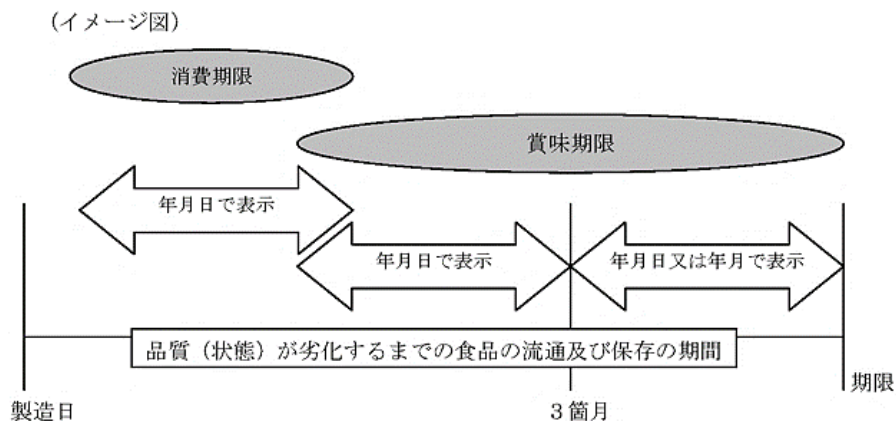 （イメージ図）
消費期限
賞味期限
年月日で表示
年月日で表示
年月日又は年月で表示
品質（状態）が劣化するまでの食品の流通及び保存の期間
期限
製造日
３箇月